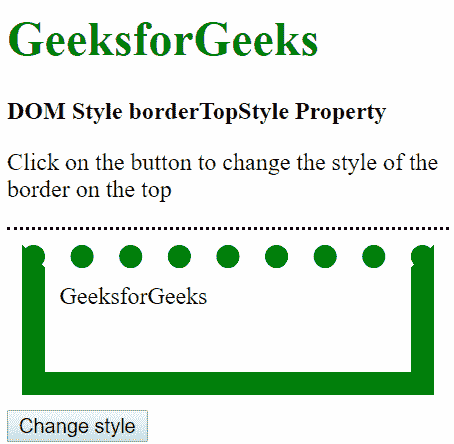 GeeksforGeeks
DOM Style borderTopStyle Property
Click on the button to change the style of the
border on the top
GeeksforGeeks
Change style